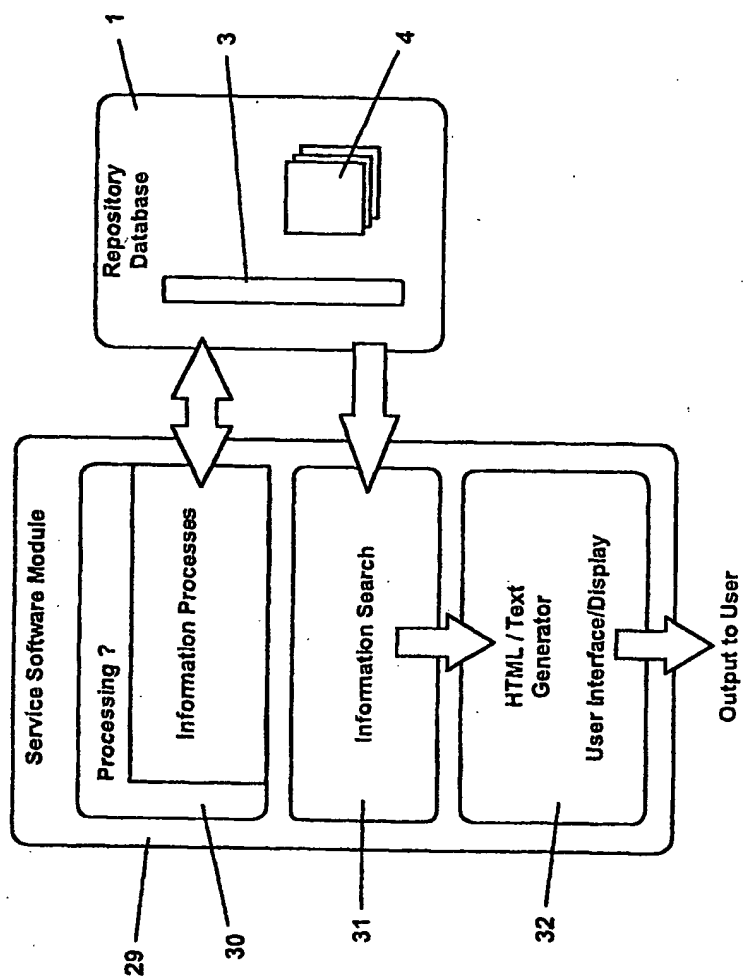 Service Software Module
Processing ?
Information Processes
Information Search
HTML / Text
Generator
User Interface/Display
Output to User
Repository
Database
1
3
4
29
30
31
32